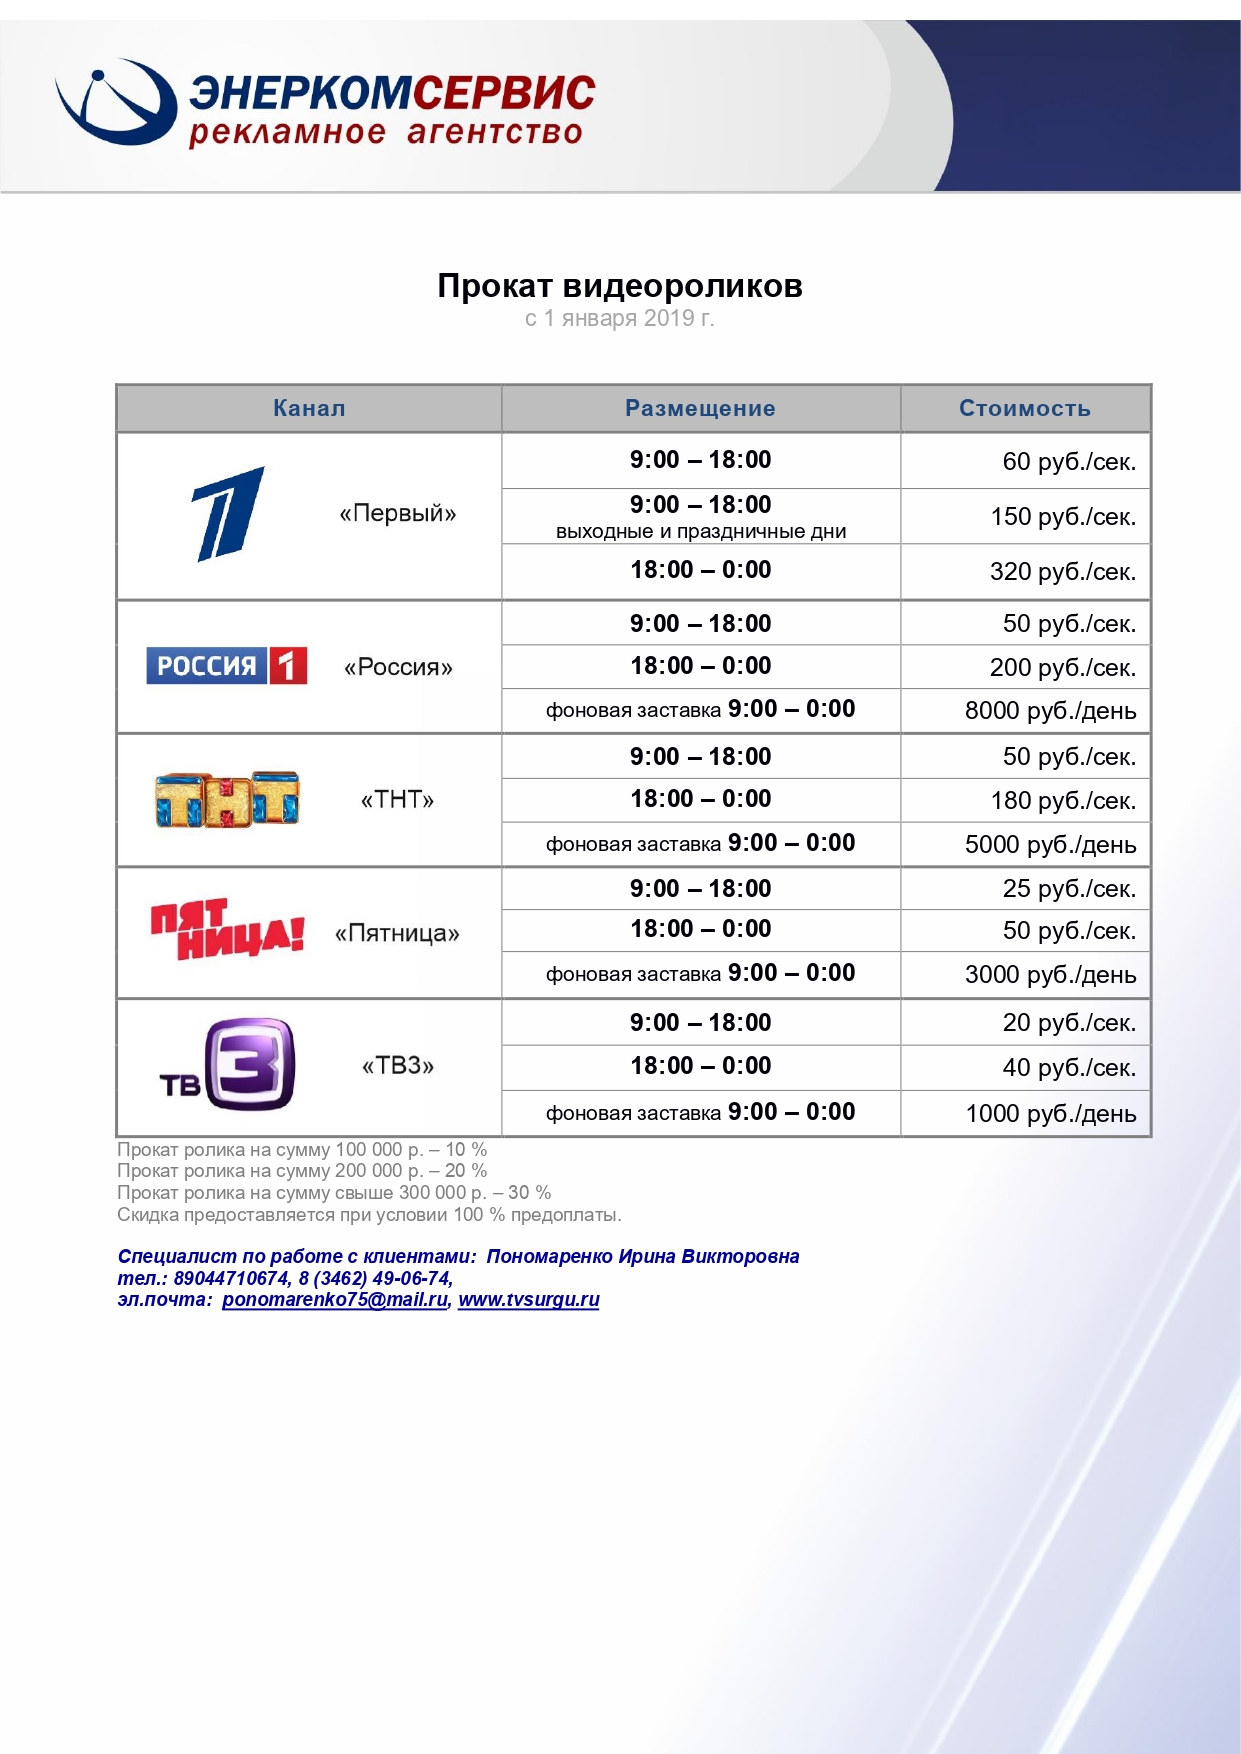 ЭНЕРКОМСЕРВИС
рекламное агентство
Прокат видеороликов
с 1 января 2019 г.
Канал Размещение Стоимость
«Первый»
9:00 – 18:00 60 руб./сек.
9:00 – 18:00
выходные и праздничные дни 150 руб./сек.
18:00 – 0:00 320 руб./сек.
РОССИЯ 1 «Россия»
9:00 – 18:00 50 руб./сек.
18:00 – 0:00 200 руб./сек.
фоновая заставка 9:00 – 0:00 8000 руб./день
ТНТ «ТНТ»
9:00 – 18:00 50 руб./сек.
18:00 – 0:00 180 руб./сек.
фоновая заставка 9:00 – 0:00 5000 руб./день
ПЯТ
НИЦА! «Пятница»
9:00 – 18:00 25 руб./сек.
18:00 – 0:00 50 руб./сек.
фоновая заставка 9:00 – 0:00 3000 руб./день
ТВ 3 «ТВ3»
9:00 – 18:00 20 руб./сек.
18:00 – 0:00 40 руб./сек.
фоновая заставка 9:00 – 0:00 1000 руб./день
Прокат ролика на сумму 100 000 р. – 10 %
Прокат ролика на сумму 200 000 р. – 20 %
Прокат ролика на сумму свыше 300 000 р. – 30 %
Скидка предоставляется при условии 100 % предоплаты.
Специалист по работе с клиентами: Пономаренко Ирина Викторовна
тел.: 89044710674, 8 (3462) 49-06-74,
эл.почта: ponomarenko75@mail.ru, www.tvsurgu.ru